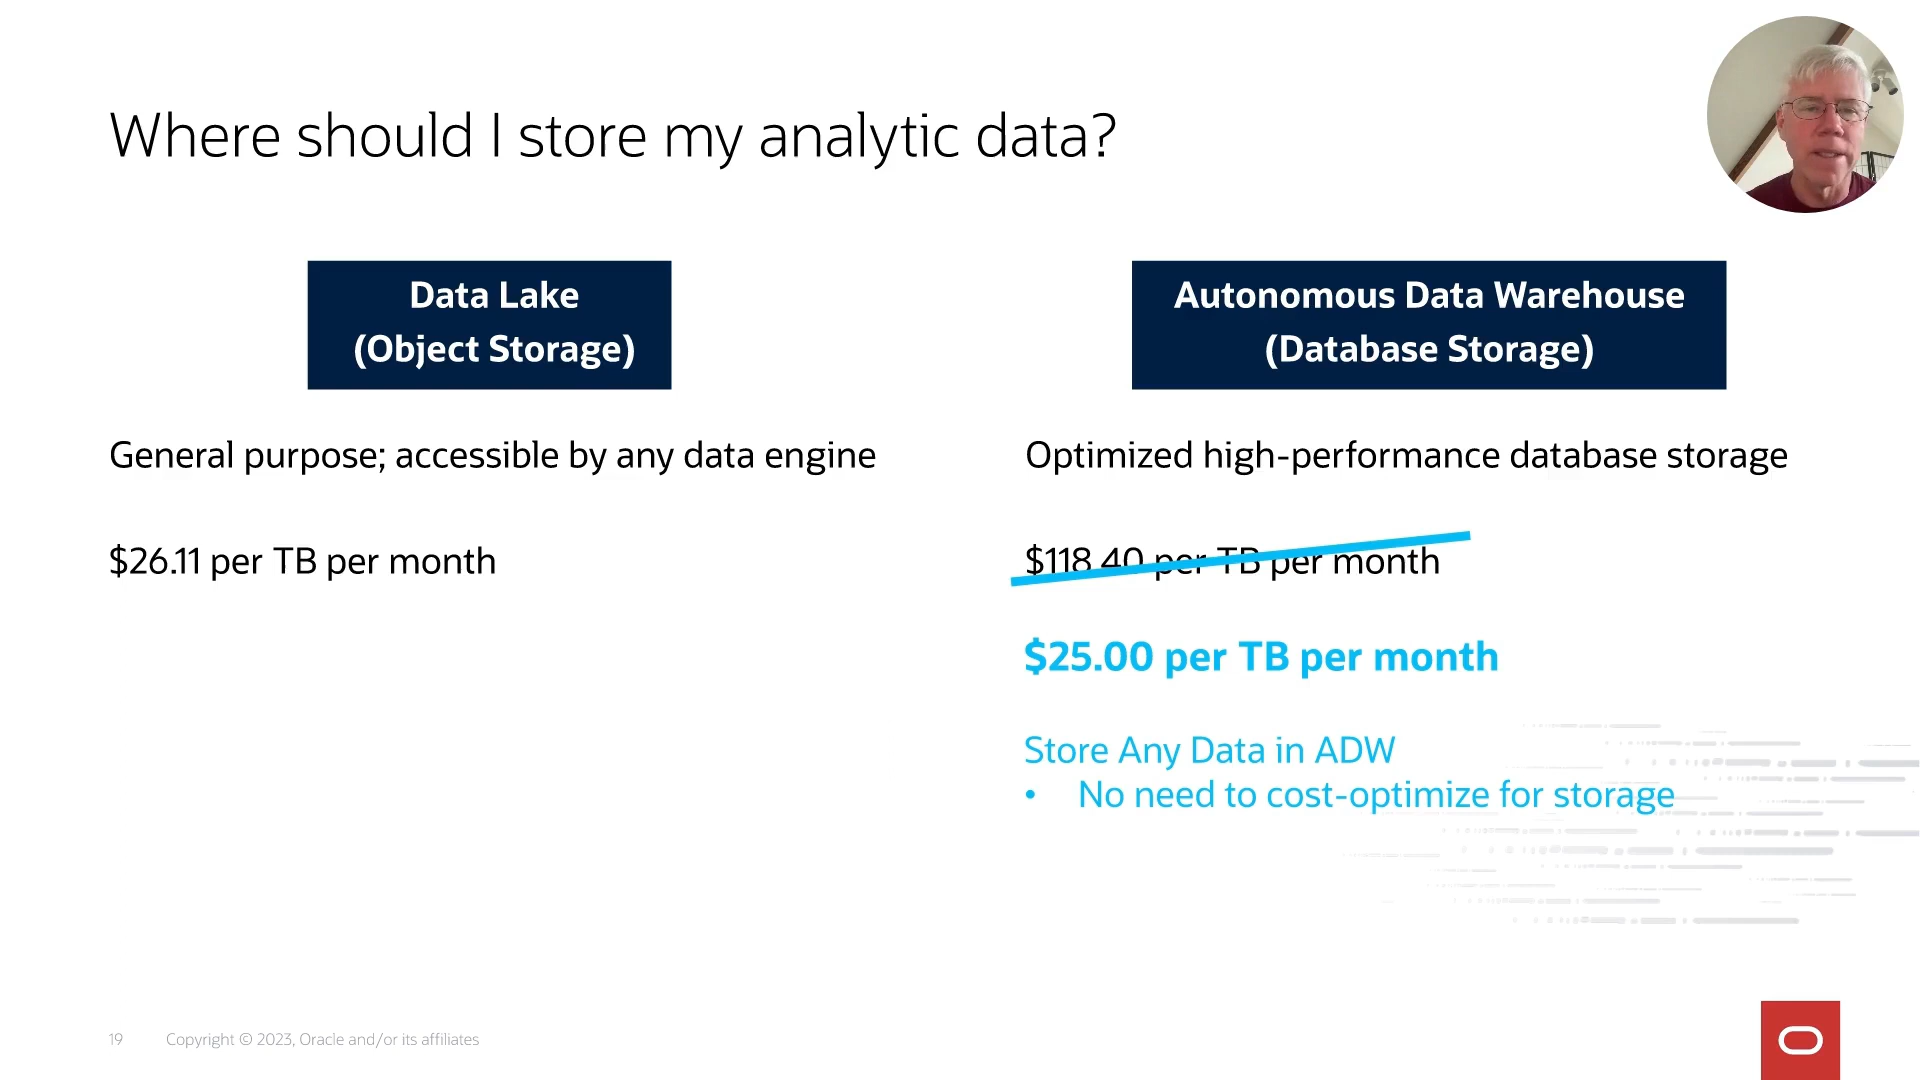 Where should I store my analytic data?
Data Lake
(Object Storage)
General purpose; accessible by any data engine
$26.11 per TB per month
Autonomous Data Warehouse
(Database Storage)
Optimized high-performance database storage
$118.40 per TB per month
$25.00 per TB per month
Store Any Data in ADW
• No need to cost-optimize for storage
19 Copyright © 2023, Oracle and/or its affiliates